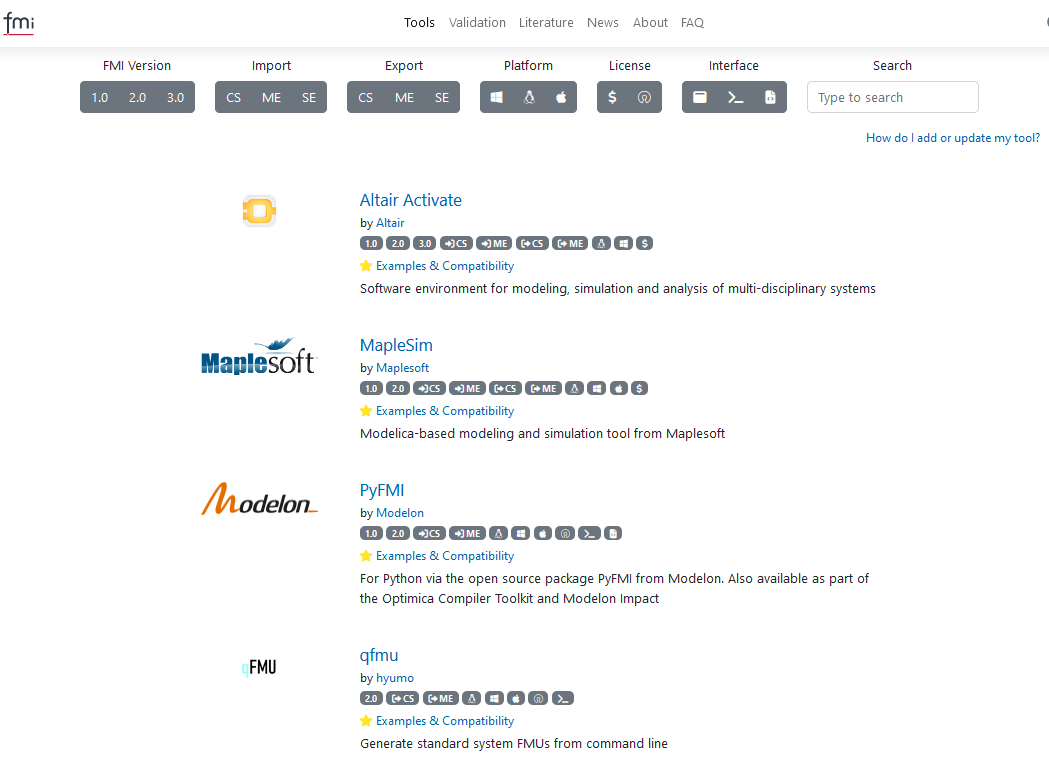 fmi
Tools Validation Literature News About FAQ
FMI Version Import Export Platform License Interface Search
1.0 2.0 3.0 CS ME SE CS ME SE $ Type to search
How do I add or update my tool?
Altair Activate
by Altair
1.0 2.0 3.0 CS ME CS ME $
Examples & Compatibility
Software environment for modeling, simulation and analysis of multi-disciplinary systems
Maplesoft
MapleSim
by Maplesoft
1.0 2.0 CS ME CS ME $
Examples & Compatibility
Modelica-based modeling and simulation tool from Maplesoft
Modelon
PyFMI
by Modelon
1.0 2.0 CS ME
Examples & Compatibility
For Python via the open source package PyFMI from Modelon. Also available as part of
the Optimica Compiler Toolkit and Modelon Impact
qFMU
qfmu
by hyumo
2.0 CS ME
Examples & Compatibility
Generate standard system FMUs from command line